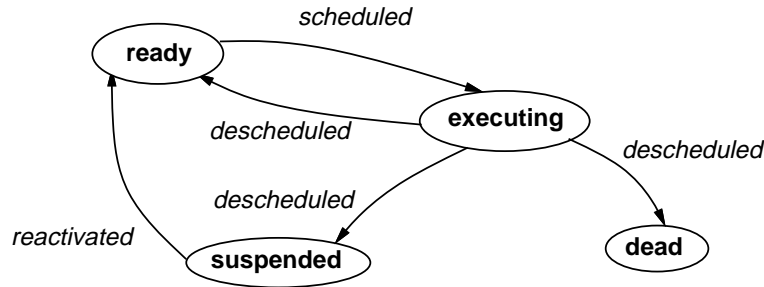 scheduled
ready
executing
descheduled
descheduled
descheduled
reactivated
dead
suspended